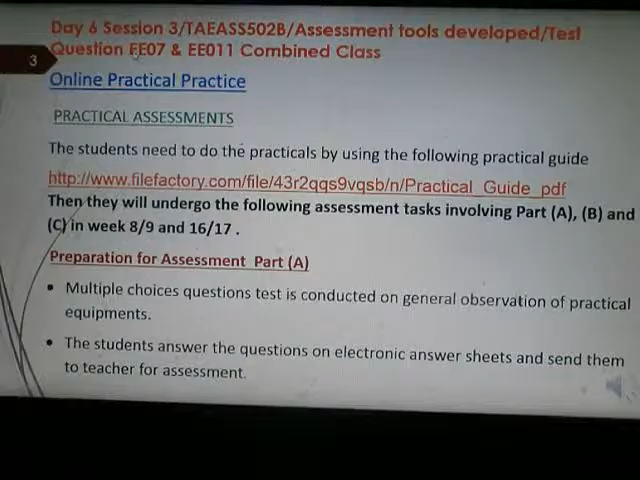 Day 6 Session 3/TAEASS502B/Assessment tools developed/Test
Question EE07 & EE011 Combined Class
3
Online Practical Practice
PRACTICAL ASSESSMENTS
The students need to do the practicals by using the following practical guide
http://www.filefactory.com/file/43r2qqs9vqsb/n/Practical_Guide_pdf
Then they will undergo the following assessment tasks involving Part (A), (B) and
(C) in week 8/9 and 16/17 .
Preparation for Assessment Part (A)
• Multiple choices questions test is conducted on general observation of practical
equipments.
• The students answer the questions on electronic answer sheets and send them
to teacher for assessment.